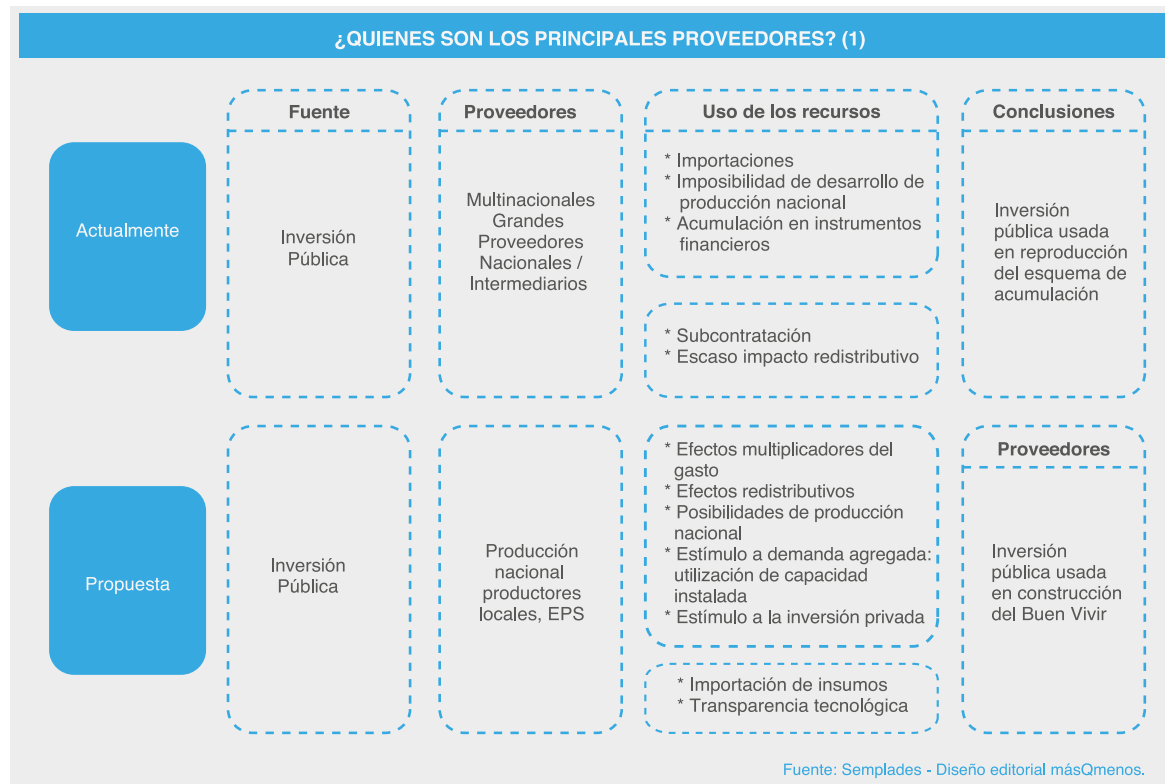 ¿QUIENES SON LOS PRINCIPALES PROVEEDORES? (1)
Fuente
Proveedores
Uso de los recursos
Conclusiones
Actualmente
Inversión
Pública
Multinacionales
Grandes
Proveedores
Nacionales /
Intermediarios
* Importaciones
* Imposibilidad de desarrollo de
producción nacional
* Acumulación en instrumentos
financieros
* Subcontratación
* Escaso impacto redistributivo
Inversión
pública usada
en reproducción
del esquema de
acumulación
Propuesta
Inversión
Pública
Producción
nacional
productores
locales, EPS
* Efectos multiplicadores del
gasto
* Efectos redistributivos
* Posibilidades de producción
nacional
* Estímulo a demanda agregada:
utilización de capacidad
instalada
* Estímulo a la inversión privada
* Importación de insumos
* Transparencia tecnológica
Proveedores
Inversión
pública usada
en construcción
del Buen Vivir
Fuente: Semplades - Diseño editorial másQmenos.